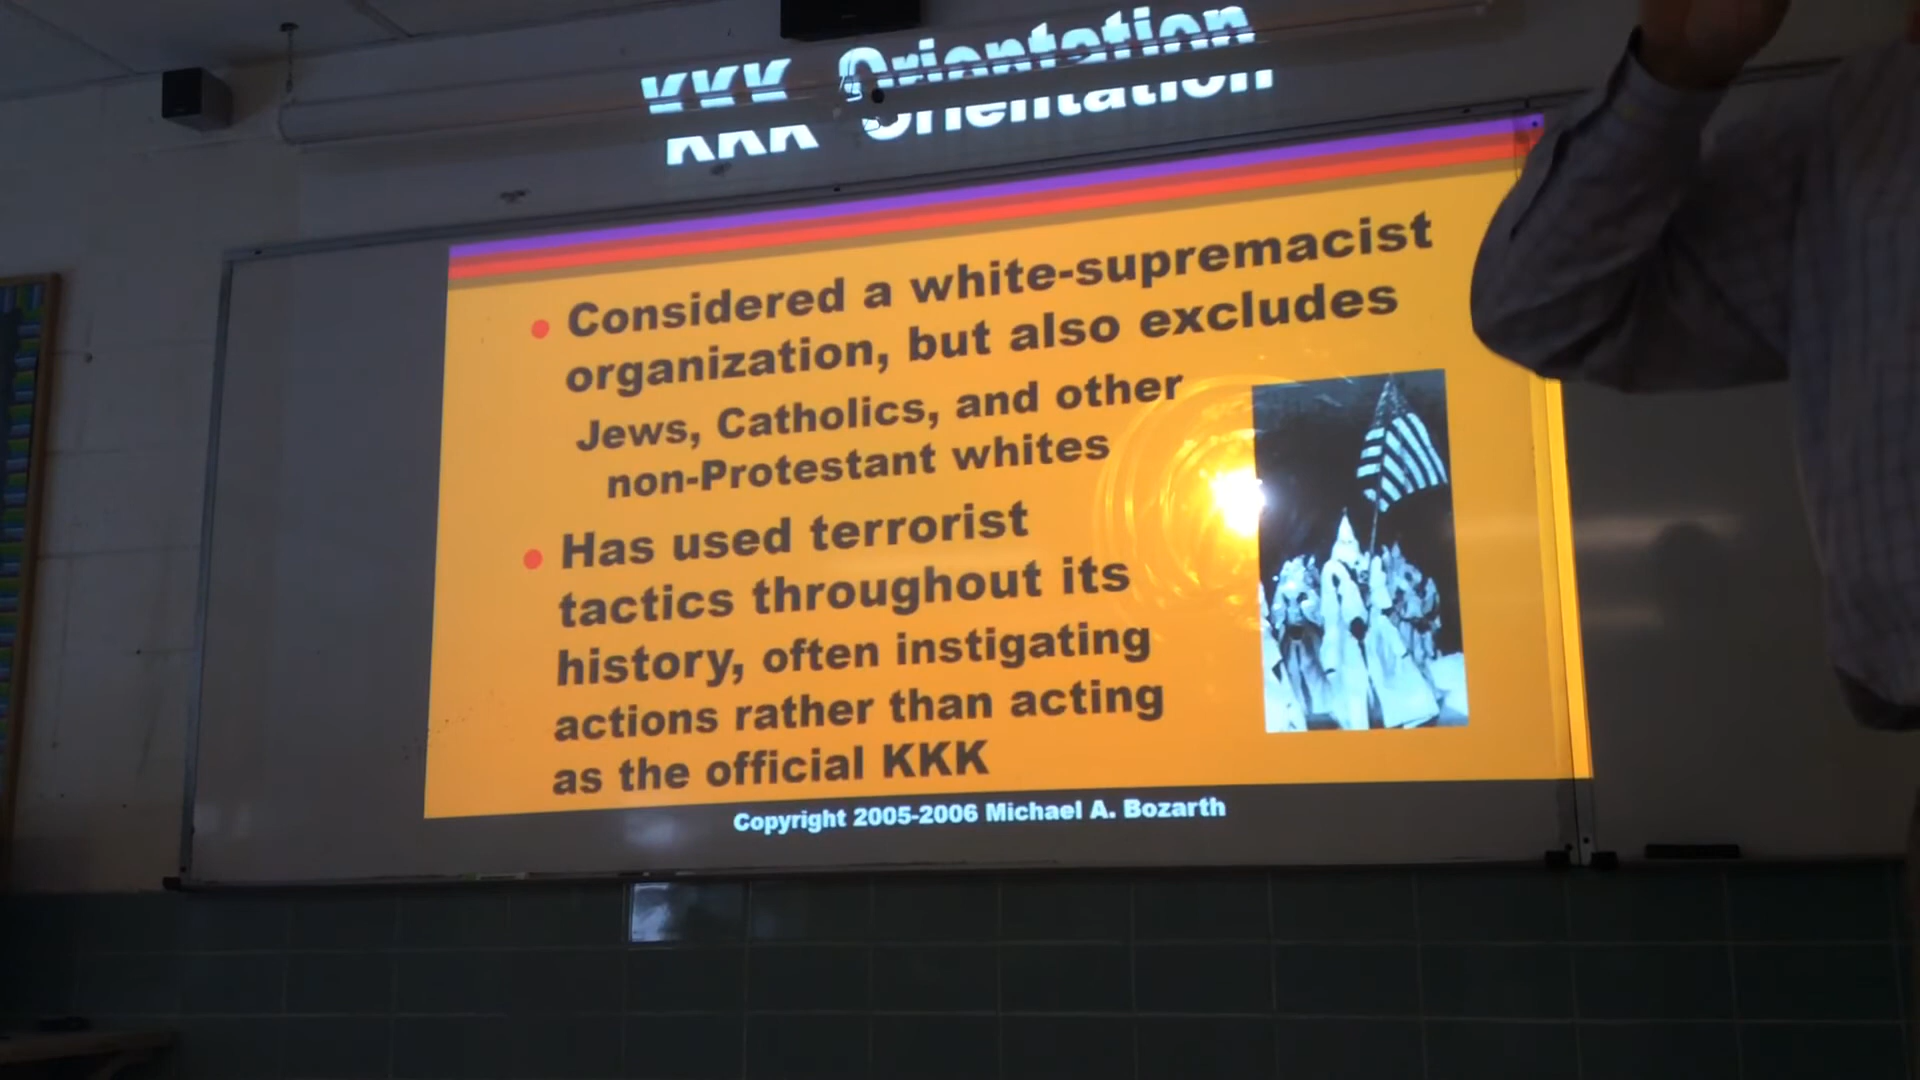 KKK Orientation
Considered a white-supremacist
organization, but also excludes
Jews, Catholics, and other
non-Protestant whites
Has used terrorist
tactics throughout its
history, often instigating
actions rather than acting
as the official KKK
Copyright 2005-2006 Michael A. Bozarth